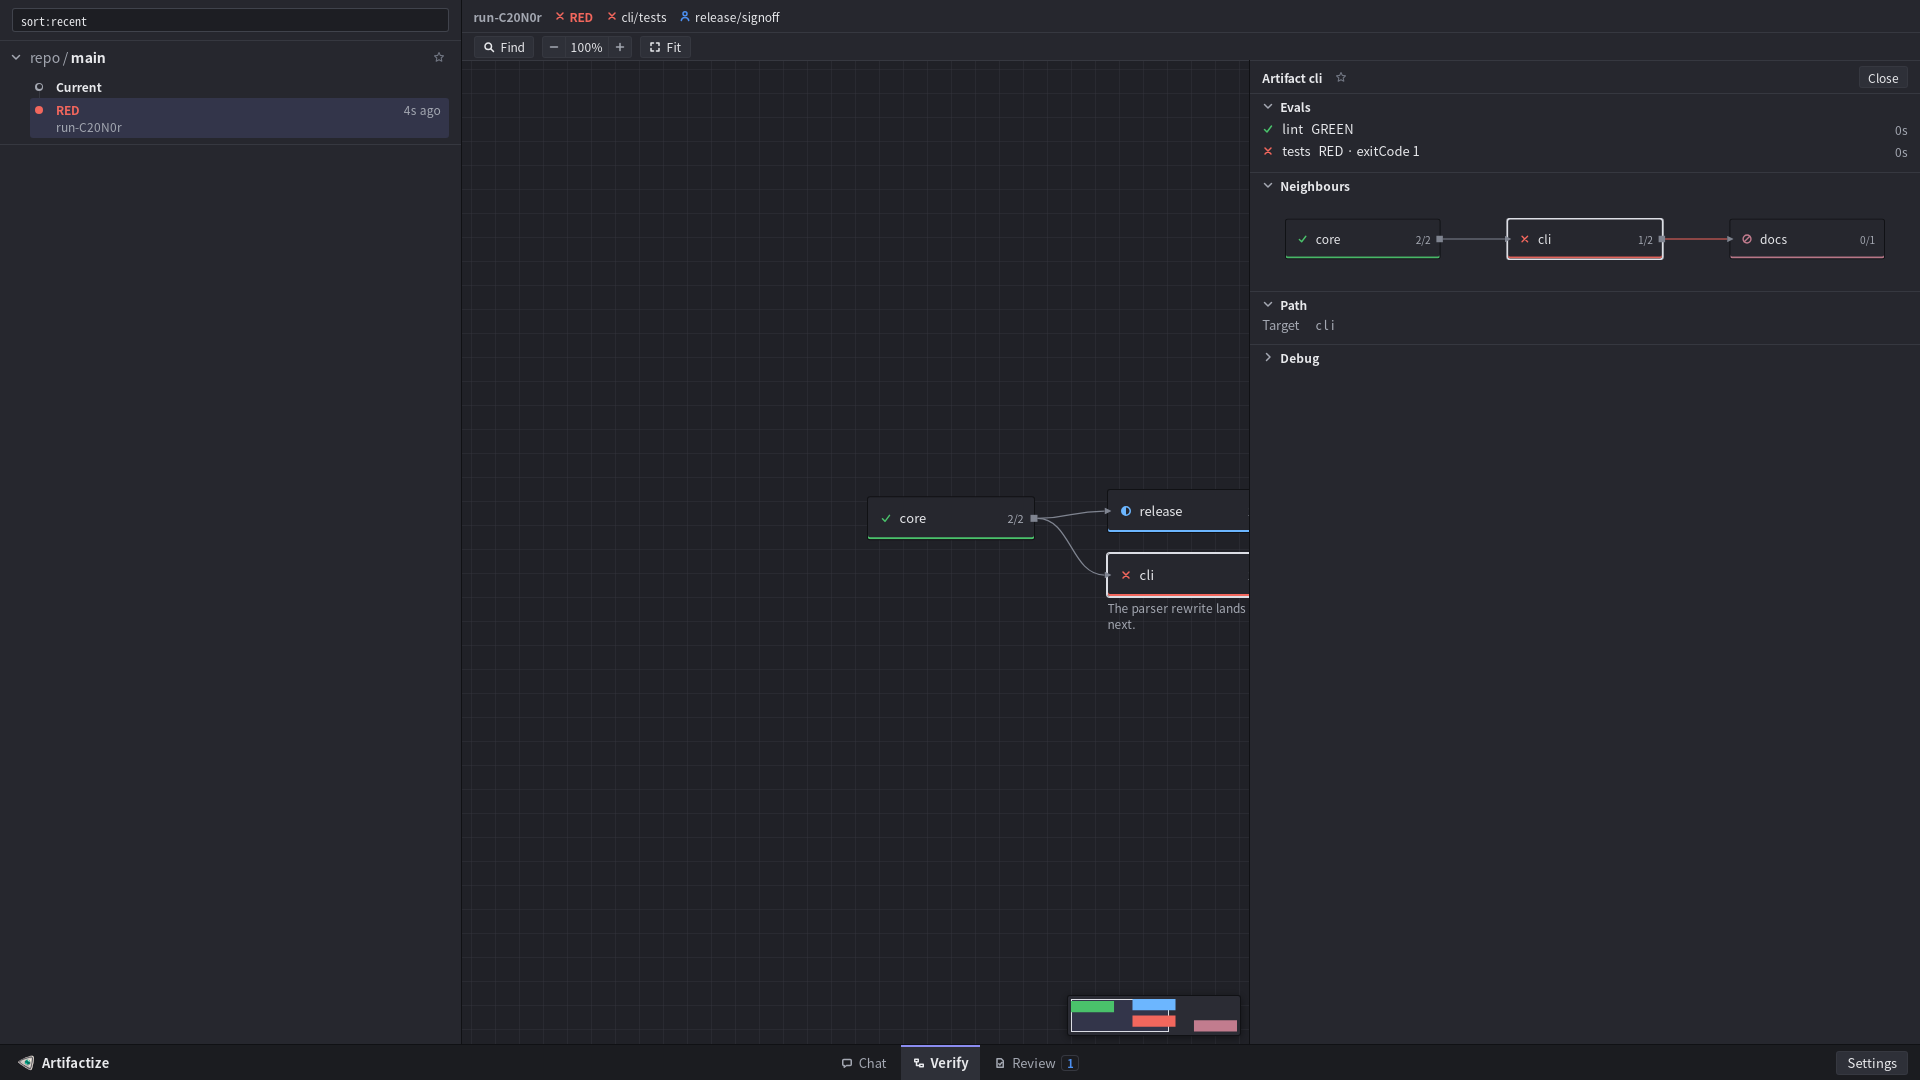 sort:recent
repo / main
Current
RED
4s ago
run-C20N0r
run-C20N0r RED cli/tests release/signoff
Find 100% Fit
core 2/2
release
cli
The parser rewrite lands
next.
Artifact cli
Close
Evals
lint GREEN 0s
tests RED · exitCode 1 0s
Neighbours
core 2/2
cli 1/2
docs 0/1
Path
Target cli
Debug
Artifactize
Chat
Verify
Review 1
Settings